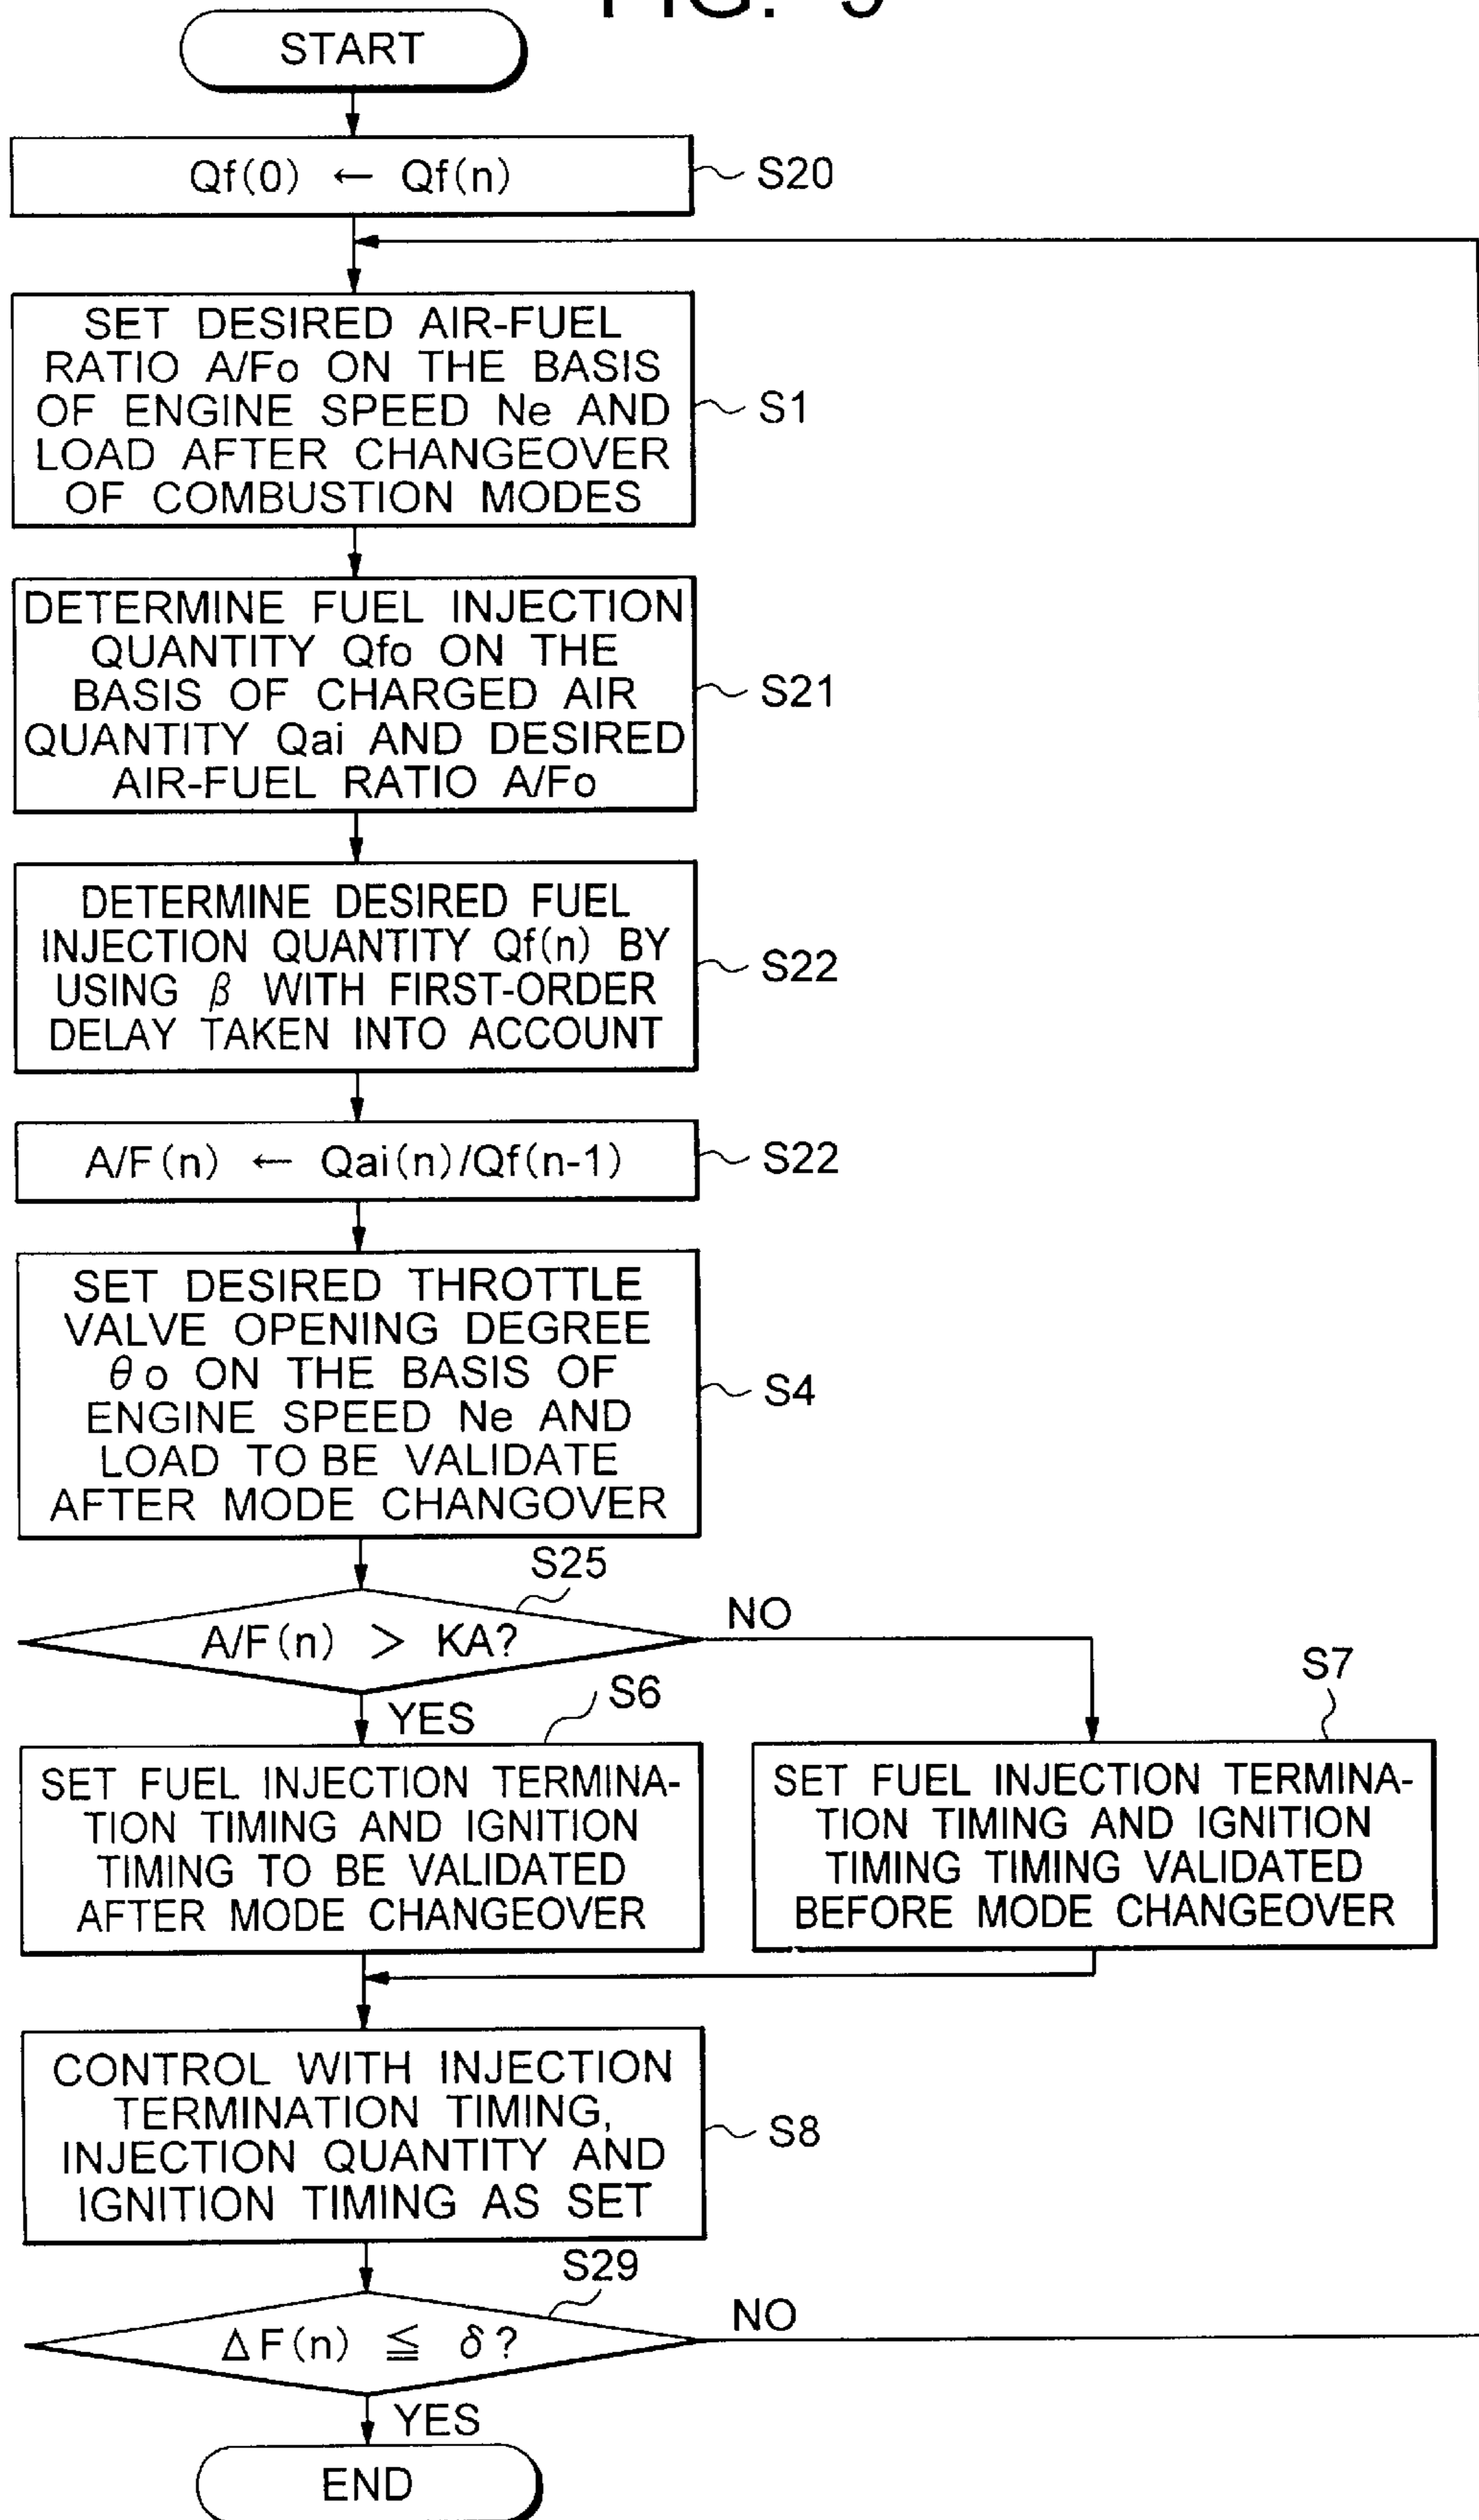 START
Qf(0) ← Qf(n)
S20
SET DESIRED AIR-FUEL
RATIO A/Fo ON THE BASIS
OF ENGINE SPEED Ne AND
LOAD AFTER CHANGEOVER
OF COMBUSTION MODES
S1
DETERMINE FUEL INJECTION
QUANTITY Qfo ON THE
BASIS OF CHARGED AIR
QUANTITY Qai AND DESIRED
AIR-FUEL RATIO A/Fo
S21
DETERMINE DESIRED FUEL
INJECTION QUANTITY Qf(n) BY
USING β WITH FIRST-ORDER
DELAY TAKEN INTO ACCOUNT
S22
A/F(n) ← Qai(n)/Qf(n-1)
S22
SET DESIRED THROTTLE
VALVE OPENING DEGREE
θo ON THE BASIS OF
ENGINE SPEED Ne AND
LOAD TO BE VALIDATE
AFTER MODE CHANGOVER
S4
S25
A/F(n) > KA?
NO
YES
S6
S7
SET FUEL INJECTION TERMINA-
TION TIMING AND IGNITION
TIMING TO BE VALIDATED
AFTER MODE CHANGEOVER
SET FUEL INJECTION TERMINA-
TION TIMING AND IGNITION
TIMING TIMING VALIDATED
BEFORE MODE CHANGEOVER
CONTROL WITH INJECTION
TERMINATION TIMING,
INJECTION QUANTITY AND
IGNITION TIMING AS SET
S8
S29
ΔF(n) ≦ δ?
NO
YES
END